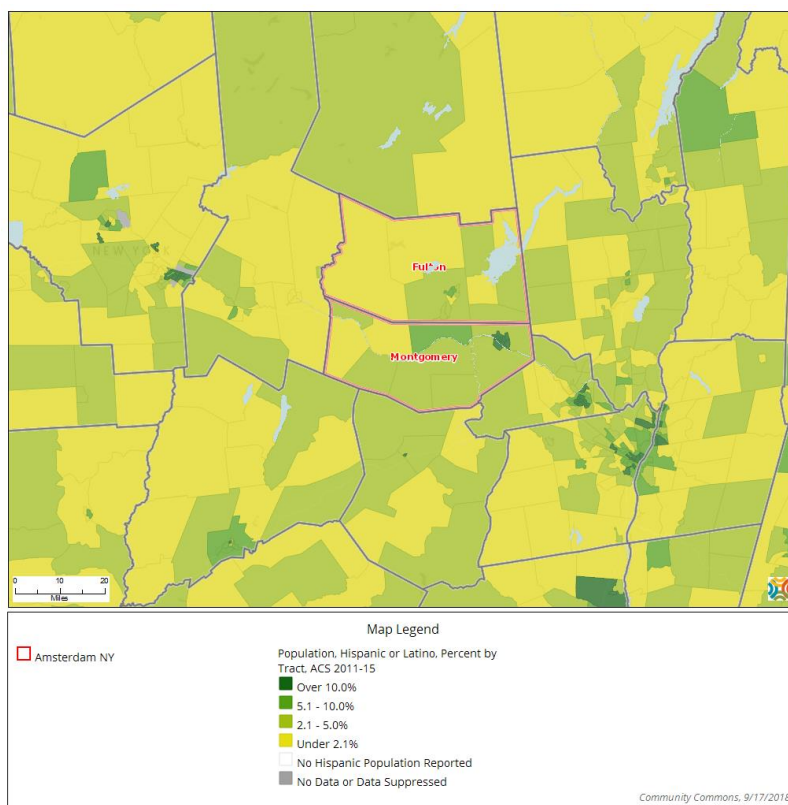 NEW YORK
Fulton
Montgomery
0 10 20
Miles
Map Legend
Amsterdam NY
Population, Hispanic or Latino, Percent by
Tract, ACS 2011-15
Over 10.0%
5.1 - 10.0%
2.1 - 5.0%
Under 2.1%
No Hispanic Population Reported
No Data or Data Suppressed
Community Commons, 9/17/2018